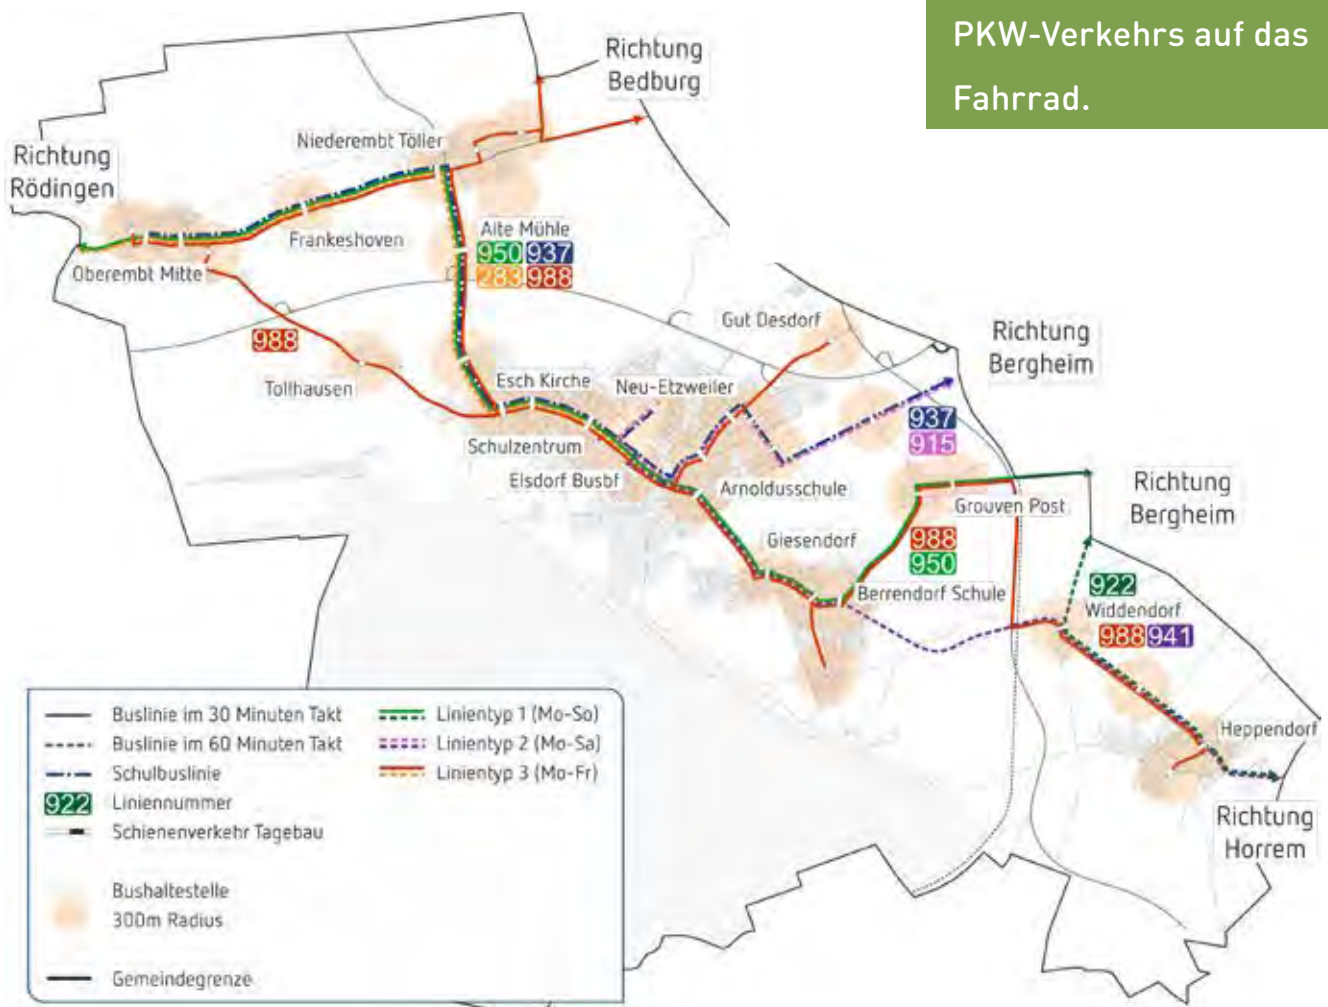 PKW-Verkehrs auf das
Fahrrad.
Richtung
Bedburg
Niederembt Töller
Richtung
Rödingen
Frankeshoven
Alte Mühle
950 937
283 988
Oberembt Mitte
988
Tollhausen
Gut Desdorf
Richtung
Bergheim
Esch Kirche
Neu-Etzweiler
937
915
Schulzentrum
Elsdorf Busbf
Arnoldusschule
Grouven Post
Richtung
Bergheim
Giesendorf
988
950
Berrendorf Schule
922
Widdendorf
988 941
Heppendorf
Richtung
Horrem
Buslinie im 30 Minuten Takt
Buslinie im 60 Minuten Takt
Schulbuslinie
922 Liniennummer
Schienenverkehr Tagebau
Bushaltestelle
300m Radius
Gemeindegrenze
Linientyp 1 (Mo-So)
Linientyp 2 (Mo-Sa)
Linientyp 3 (Mo-Fr)